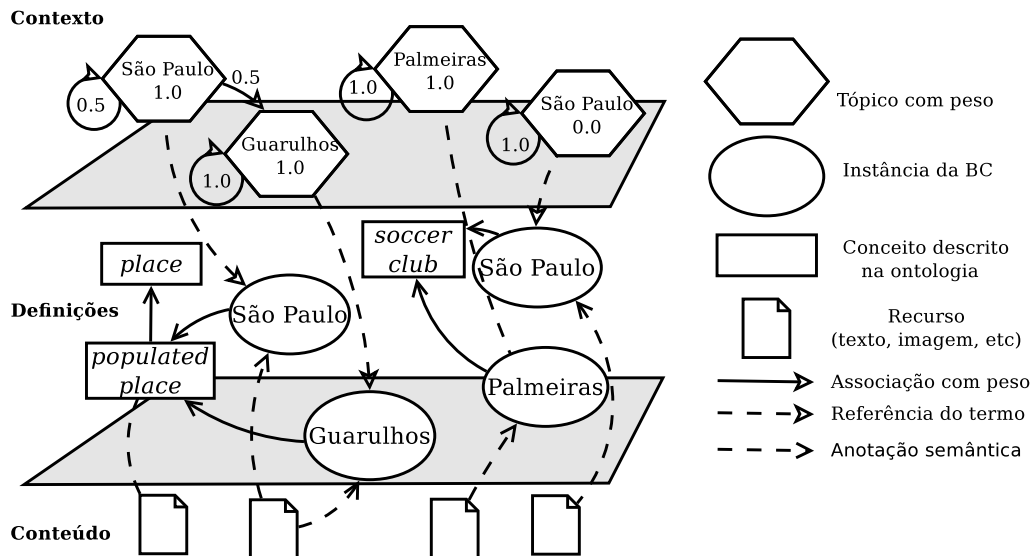 Contexto
São Paulo
1.0
0.5
0.5
Palmeiras
1.0
1.0
São Paulo
0.0
1.0
Guarulhos
1.0
1.0
place
soccer
club
São Paulo
São Paulo
Definições
populated
place
Palmeiras
Guarulhos
Conteúdo
Tópico com peso
Instância da BC
Conceito descrito
na ontologia
Recurso
(texto, imagem, etc)
Associação com peso
Referência do termo
Anotação semântica